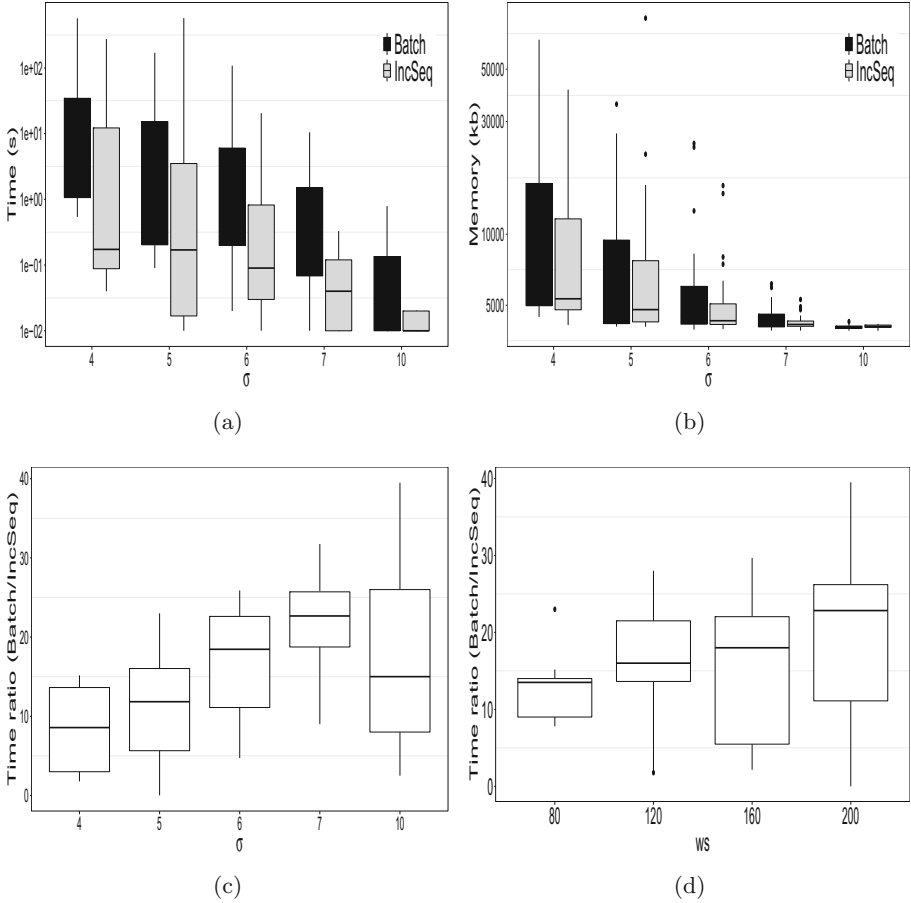 Time (s)
1e+02
1e+01
1e+00
1e−01
1e−02
Batch
IncSeq
4 5 6 7 10
σ
(a)
Memory (kb)
50000
30000
10000
5000
Batch
IncSeq
4 5 6 7 10
σ
(b)
Time ratio (Batch/IncSeq)
40
30
20
10
0
4 5 6 7 10
σ
(c)
Time ratio (Batch/IncSeq)
40
30
20
10
0
80 120 160 200
ws
(d)